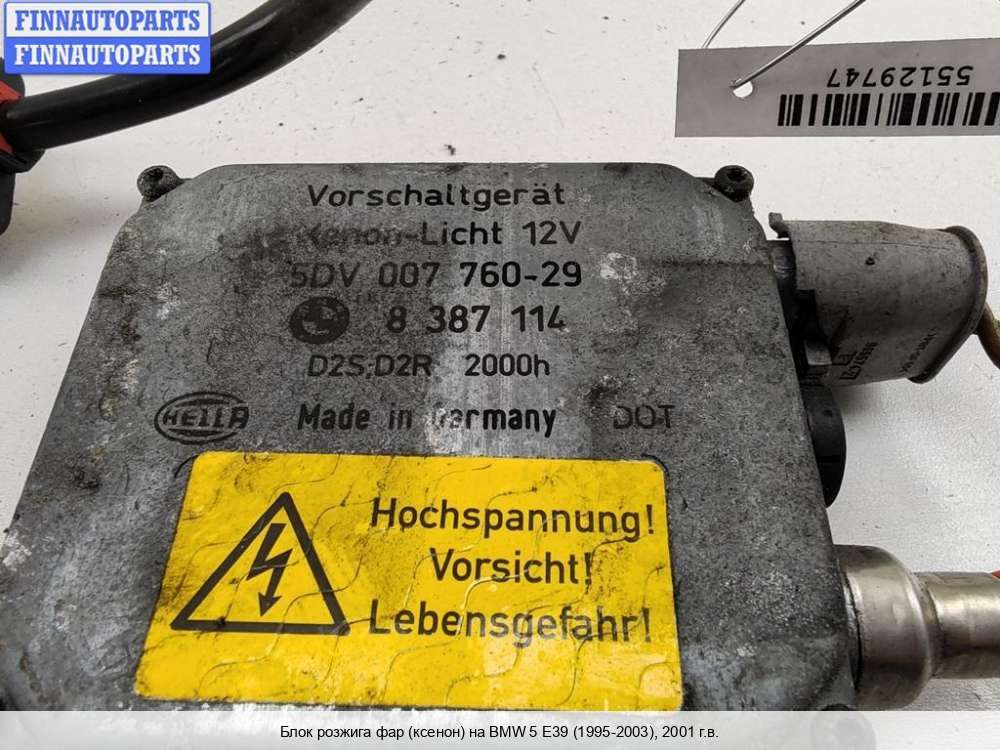 FINNAUTOPARTS
FINNAUTOPARTS
55129747
Vorschaltgerät
Xenon-Licht 12V
5DV 007 760-29
8 387 114
D2S;D2R 2000h
HELLA Made in Germany DOT
Hochspannung!
Vorsicht!
Lebensgefahr!
Блок розжига фар (ксенон) на BMW 5 E39 (1995-2003), 2001 г.в.